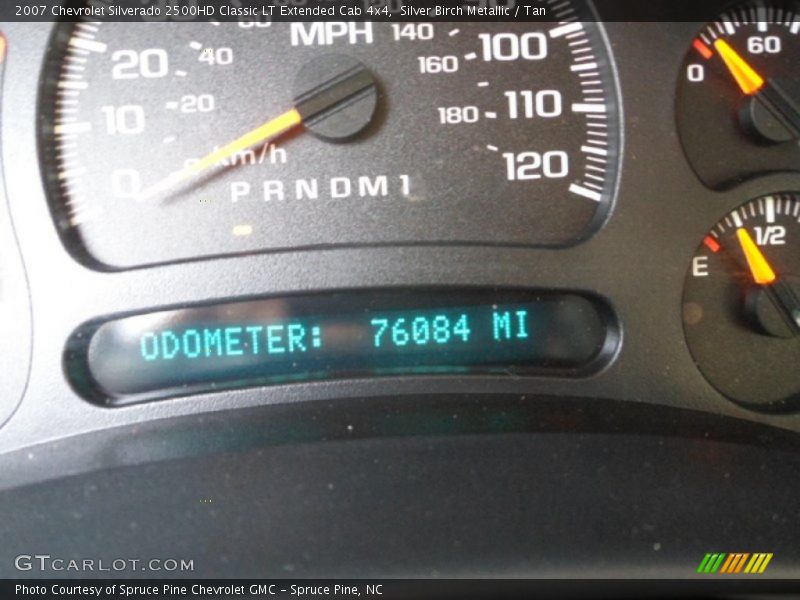 2007 Chevrolet Silverado 2500HD Classic LT Extended Cab 4x4, Silver Birch Metallic / Tan
MPH 140
20 40 160 100 0 60
10 20 180 110
km/h 120
0 PRNDM1
1/2
E
ODOMETER: 76084 MI
GTCARLOT.COM
Photo Courtesy of Spruce Pine Chevrolet GMC - Spruce Pine, NC